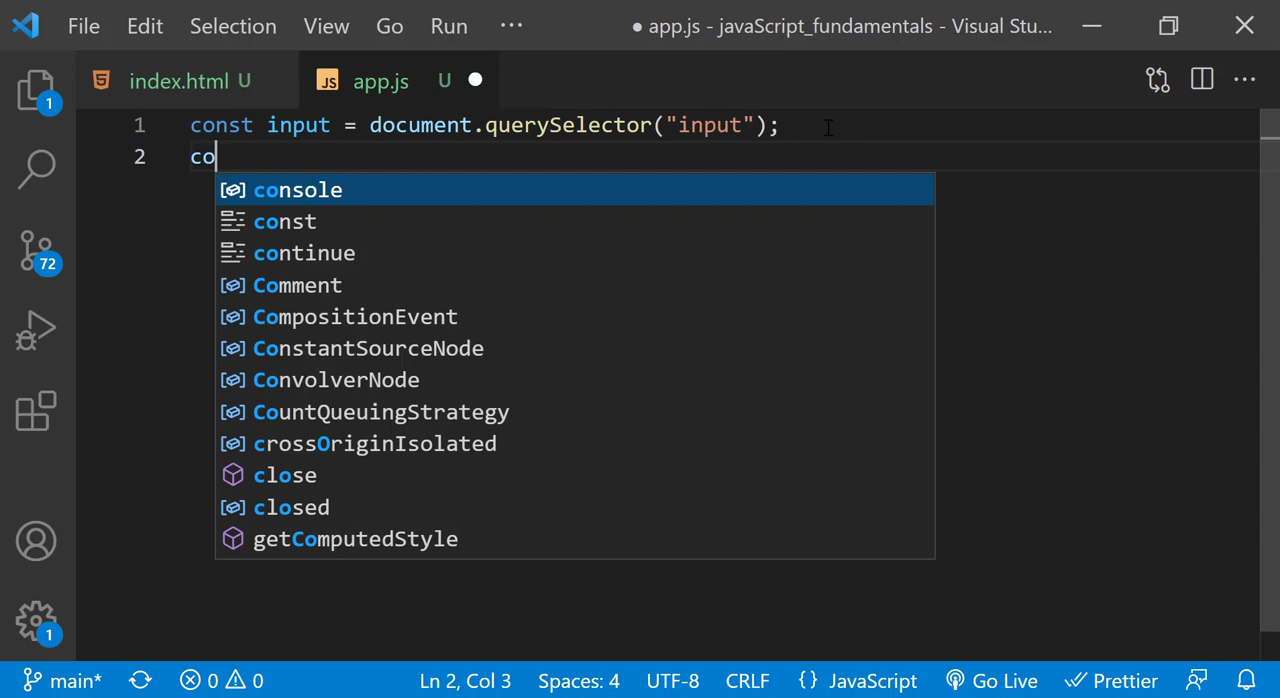 File Edit Selection View Go Run ··· ● app.js - javaScript_fundamentals - Visual Stu...
index.html U JS app.js U ●
1 const input = document.querySelector("input");
2 co
console
const
continue
Comment
CompositionEvent
ConstantSourceNode
ConvolverNode
CountQueuingStrategy
crossOriginIsolated
close
closed
getComputedStyle
1
72
1
main* 0 0 Ln 2, Col 3 Spaces: 4 UTF-8 CRLF {} JavaScript Go Live Prettier